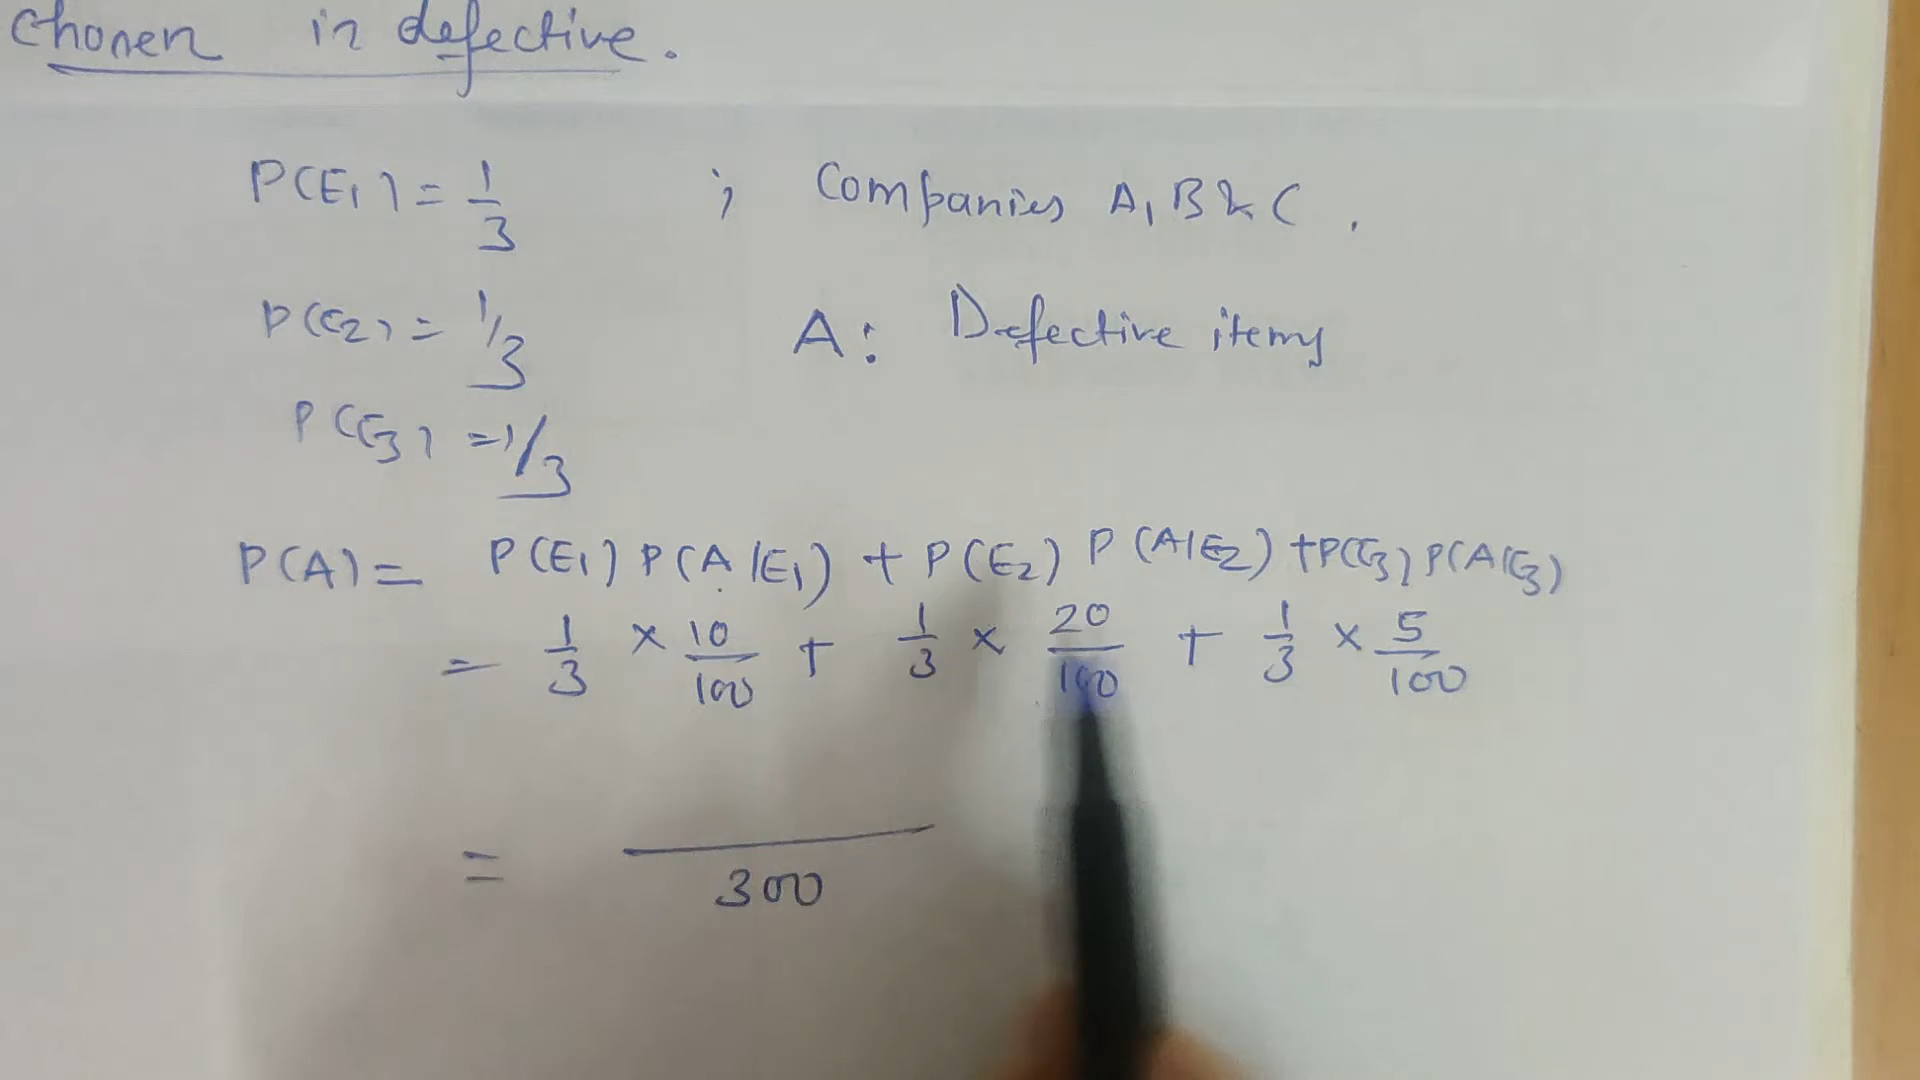 chosen is defective.
P(E₁) = 1/3 ; Companies A, B & C.
P(E₂) = 1/3 A: Defective items
P(E₃) = 1/3
P(A) = P(E₁) P(A|E₁) + P(E₂) P(A|E₂) + P(E₃) P(A|E₃)
= 1/3 × 10/100 + 1/3 × 20/100 + 1/3 × 5/100
= /300